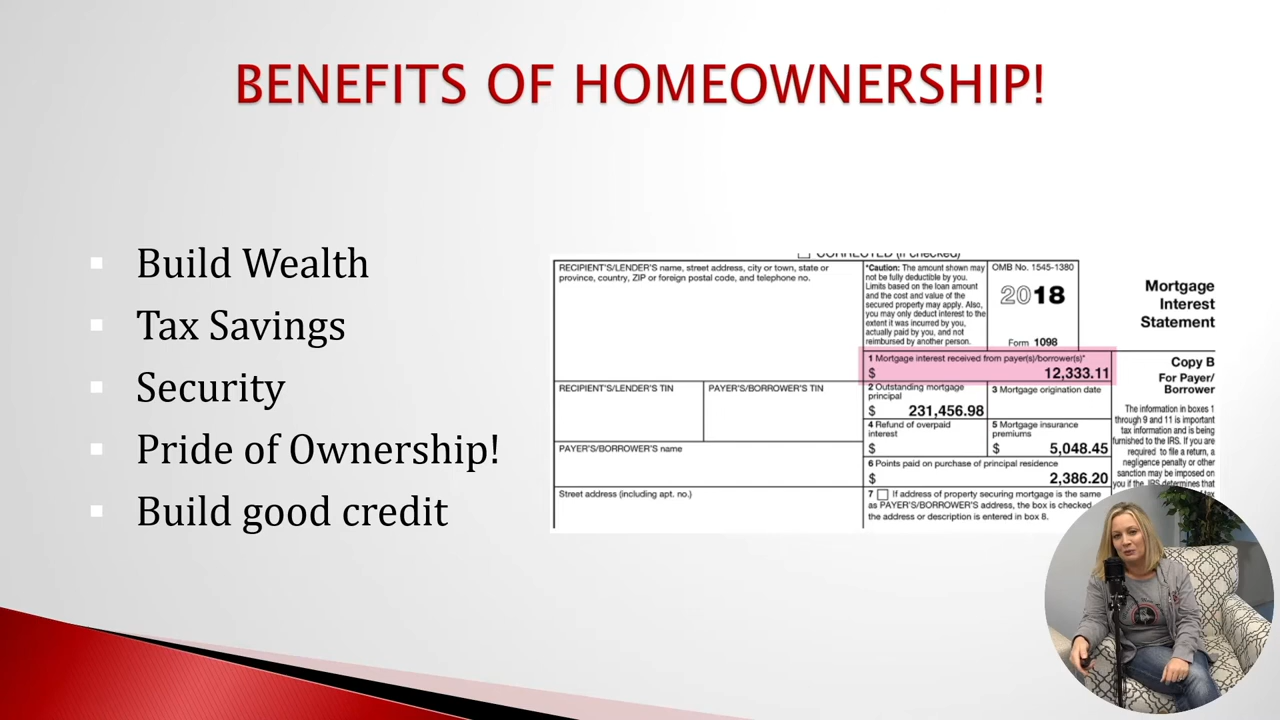 BENEFITS OF HOMEOWNERSHIP!
Build Wealth
Tax Savings
Security
Pride of Ownership!
Build good credit
CORRECTED (if checked)
RECIPIENT'S/LENDER'S name, street address, city or town, state or
province, country, ZIP or foreign postal code, and telephone no.
*Caution: The amount shown may
not be fully deductible by you.
Limits based on the loan amount
and the cost and value of the
secured property may apply. Also,
you may only deduct interest to the
extent it was incurred by you,
actually paid by you, and not
reimbursed by another person.
OMB No. 1545-1380
2018
Form 1098
Mortgage
Interest
Statement
1 Mortgage interest received from payer(s)/borrower(s)*
$ 12,333.11
Copy B
For Payer/
Borrower
RECIPIENT'S/LENDER'S TIN
PAYER'S/BORROWER'S TIN
2 Outstanding mortgage
principal
$ 231,456.98
3 Mortgage origination date
4 Refund of overpaid
interest
$
5 Mortgage insurance
premiums
$ 5,048.45
The information in boxes 1
through 9 and 11 is important
tax information and is being
furnished to the IRS. If you are
required to file a return, a
negligence penalty or other
sanction may be imposed on
you if the IRS determines that
tax
PAYER'S/BORROWER'S name
6 Points paid on purchase of principal residence
$ 2,386.20
Street address (including apt. no.)
7 If address of property securing mortgage is the same
as PAYER'S/BORROWER'S address, the box is checked,
the address or description is entered in box 8.